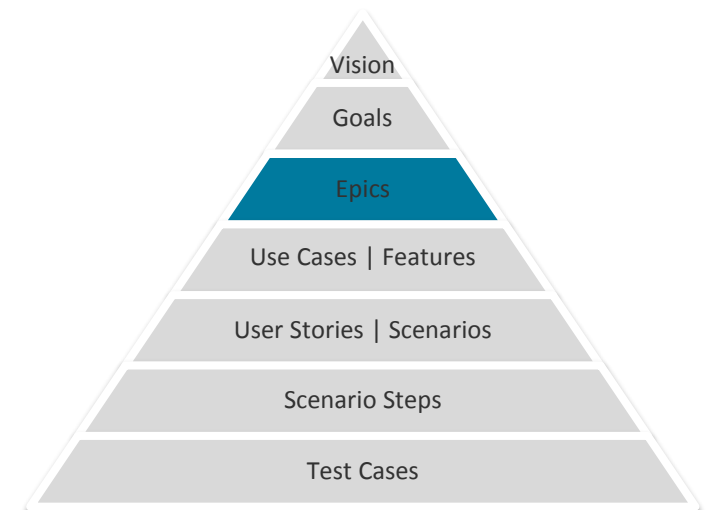 Vision
Goals
Epics
Use Cases | Features
User Stories | Scenarios
Scenario Steps
Test Cases